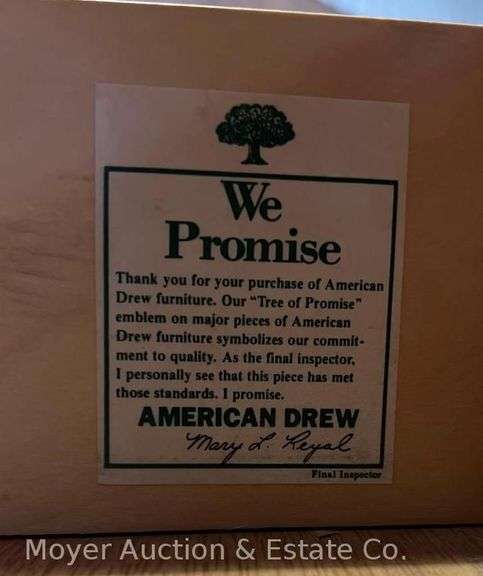 We
Promise
Thank you for your purchase of American
Drew furniture. Our "Tree of Promise"
emblem on major pieces of American
Drew furniture symbolizes our commit-
ment to quality. As the final inspector,
I personally see that this piece has met
those standards. I promise.
AMERICAN DREW
Mary L. Reyal
Final Inspector
Moyer Auction & Estate Co.